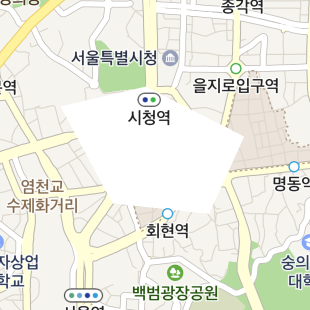 종각역
서울특별시청
을지로입구역
시청역
명동역
염천교
수제화거리
회현역
자상업
학교
숭의
대학
백범광장공원
서울역